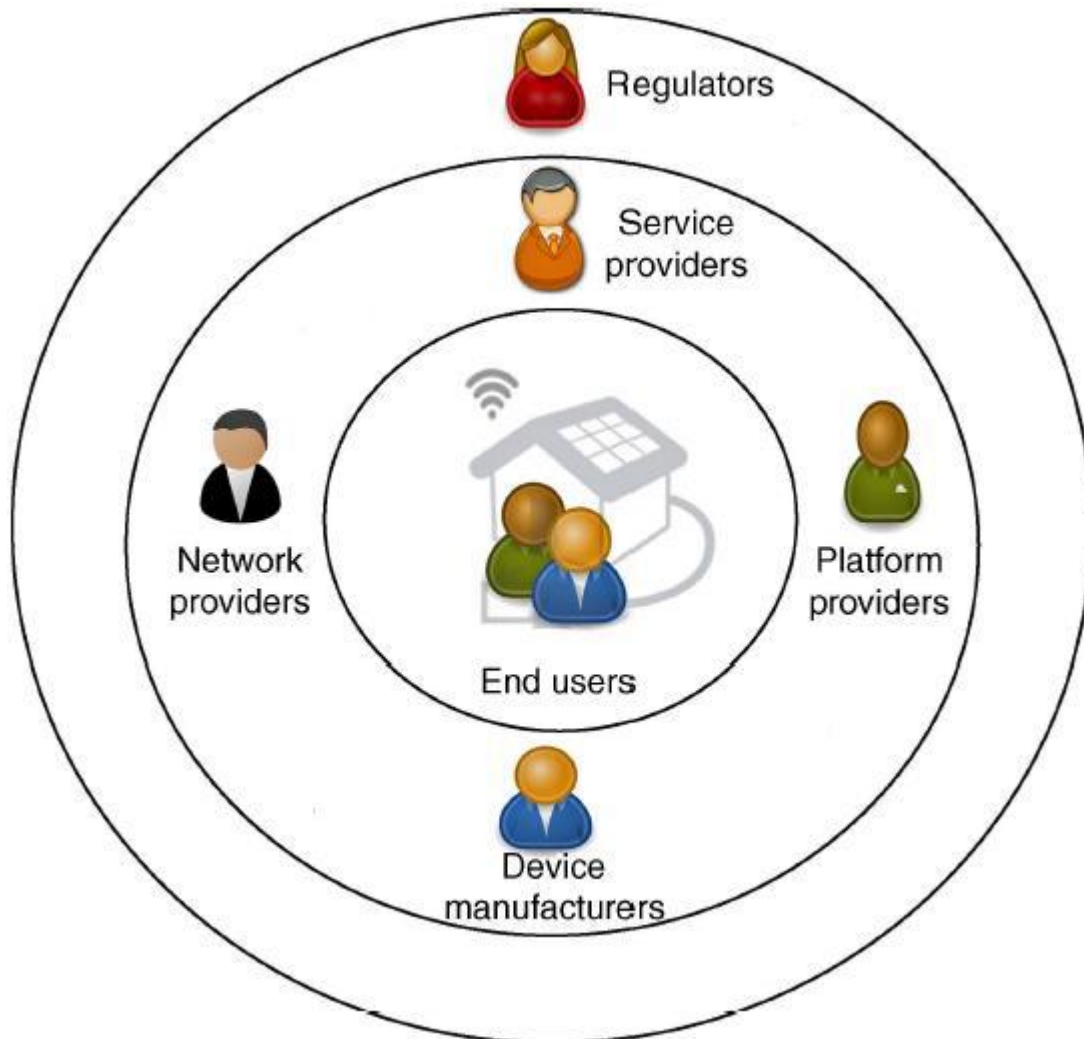 Regulators
Service
providers
Network
providers
Platform
providers
End users
Device
manufacturers